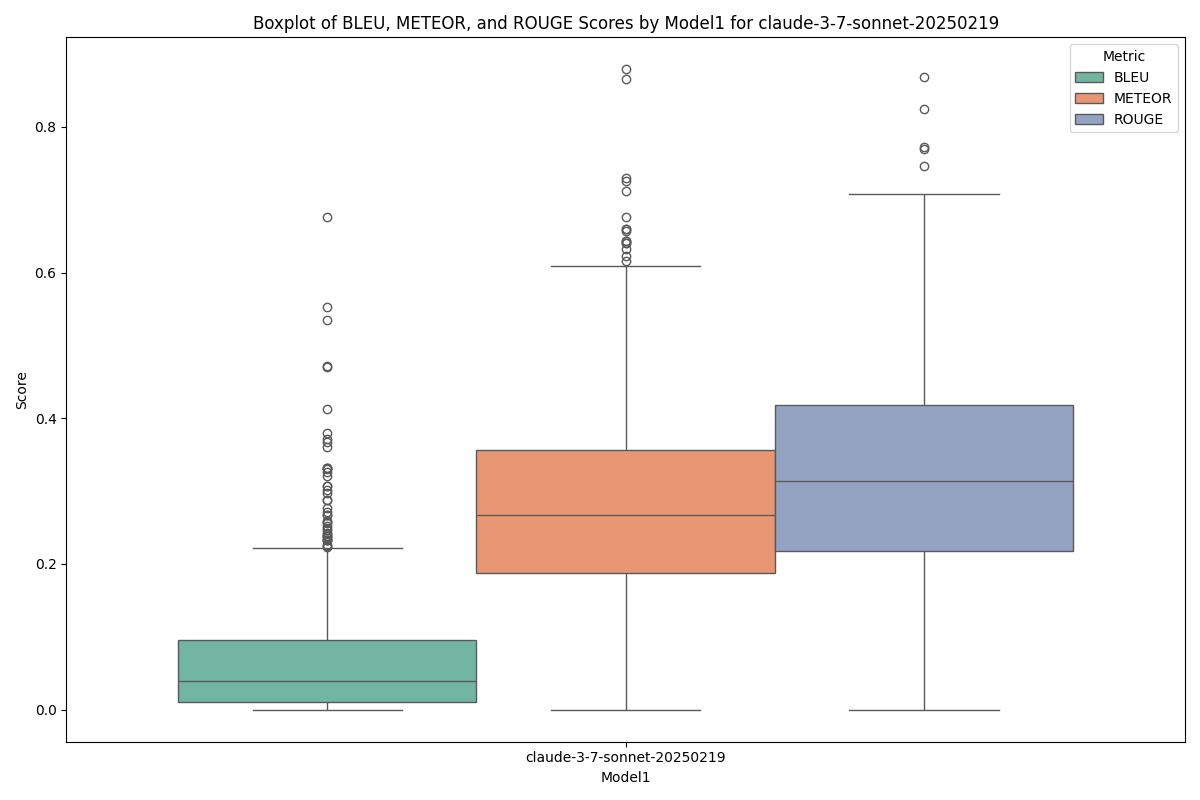 Boxplot of BLEU, METEOR, and ROUGE Scores by Model1 for claude-3-7-sonnet-20250219
Metric
BLEU
METEOR
ROUGE
Score
0.8
0.6
0.4
0.2
0.0
claude-3-7-sonnet-20250219
Model1